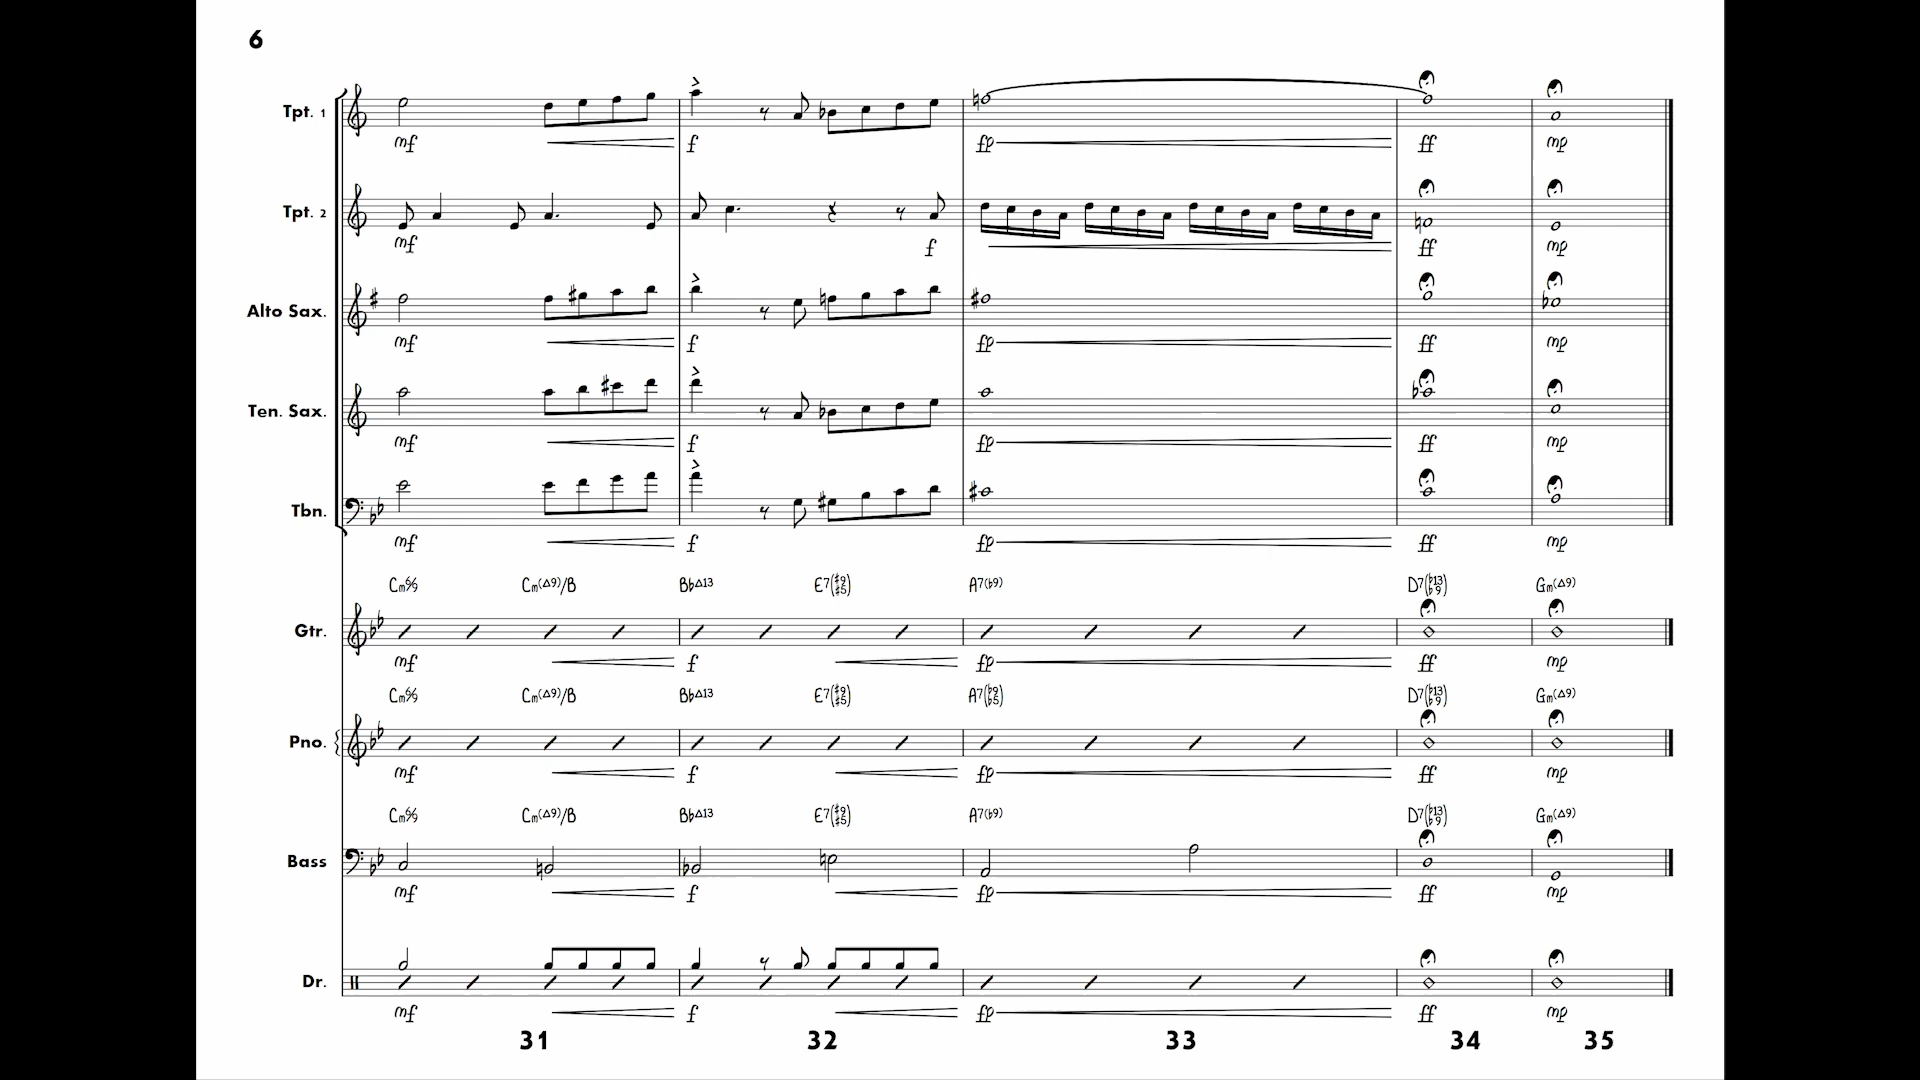 6
Tpt. 1
mf f fp ff mp
Tpt. 2
mf f ff mp
Alto Sax.
mf f fp ff mp
Ten. Sax.
mf f fp ff mp
Tbn.
mf f fp ff mp
Cm6/9 Cm(Δ9)/B B♭Δ13 E7(♯9♯5) A7(♭9) D7(♭13♭9) Gm(Δ9)
Gtr.
mf f fp ff mp
Cm6/9 Cm(Δ9)/B B♭Δ13 E7(♯9♯5) A7(♭9♭5) D7(♭13♭9) Gm(Δ9)
Pno.
mf f fp ff mp
Cm6/9 Cm(Δ9)/B B♭Δ13 E7(♯9♯5) A7(♭9) D7(♭13♭9) Gm(Δ9)
Bass
mf f fp ff mp
Dr.
mf f fp ff mp
31 32 33 34 35